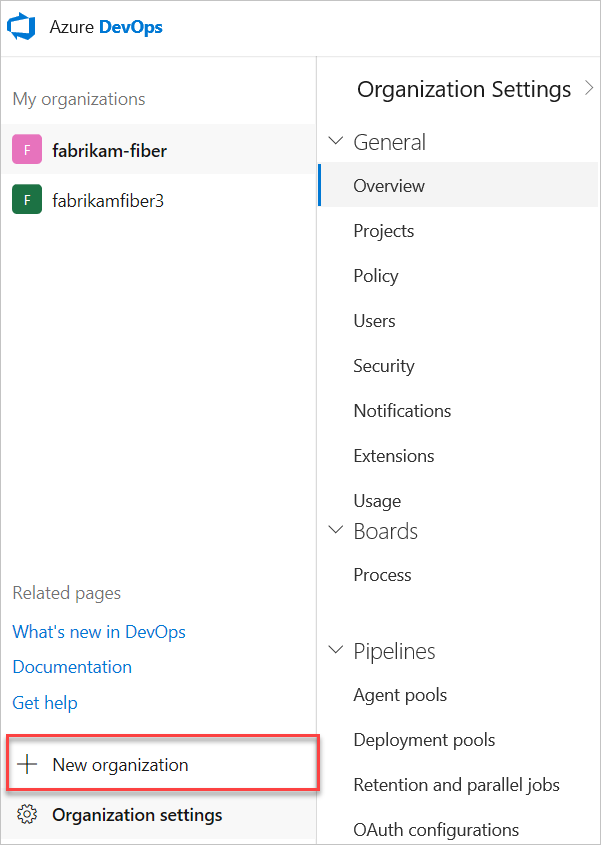 Azure DevOps
My organizations
F fabrikam-fiber
F fabrikamfiber3
Related pages
What's new in DevOps
Documentation
Get help
New organization
Organization settings
Organization Settings
General
Overview
Projects
Policy
Users
Security
Notifications
Extensions
Usage
Boards
Process
Pipelines
Agent pools
Deployment pools
Retention and parallel jobs
OAuth configurations